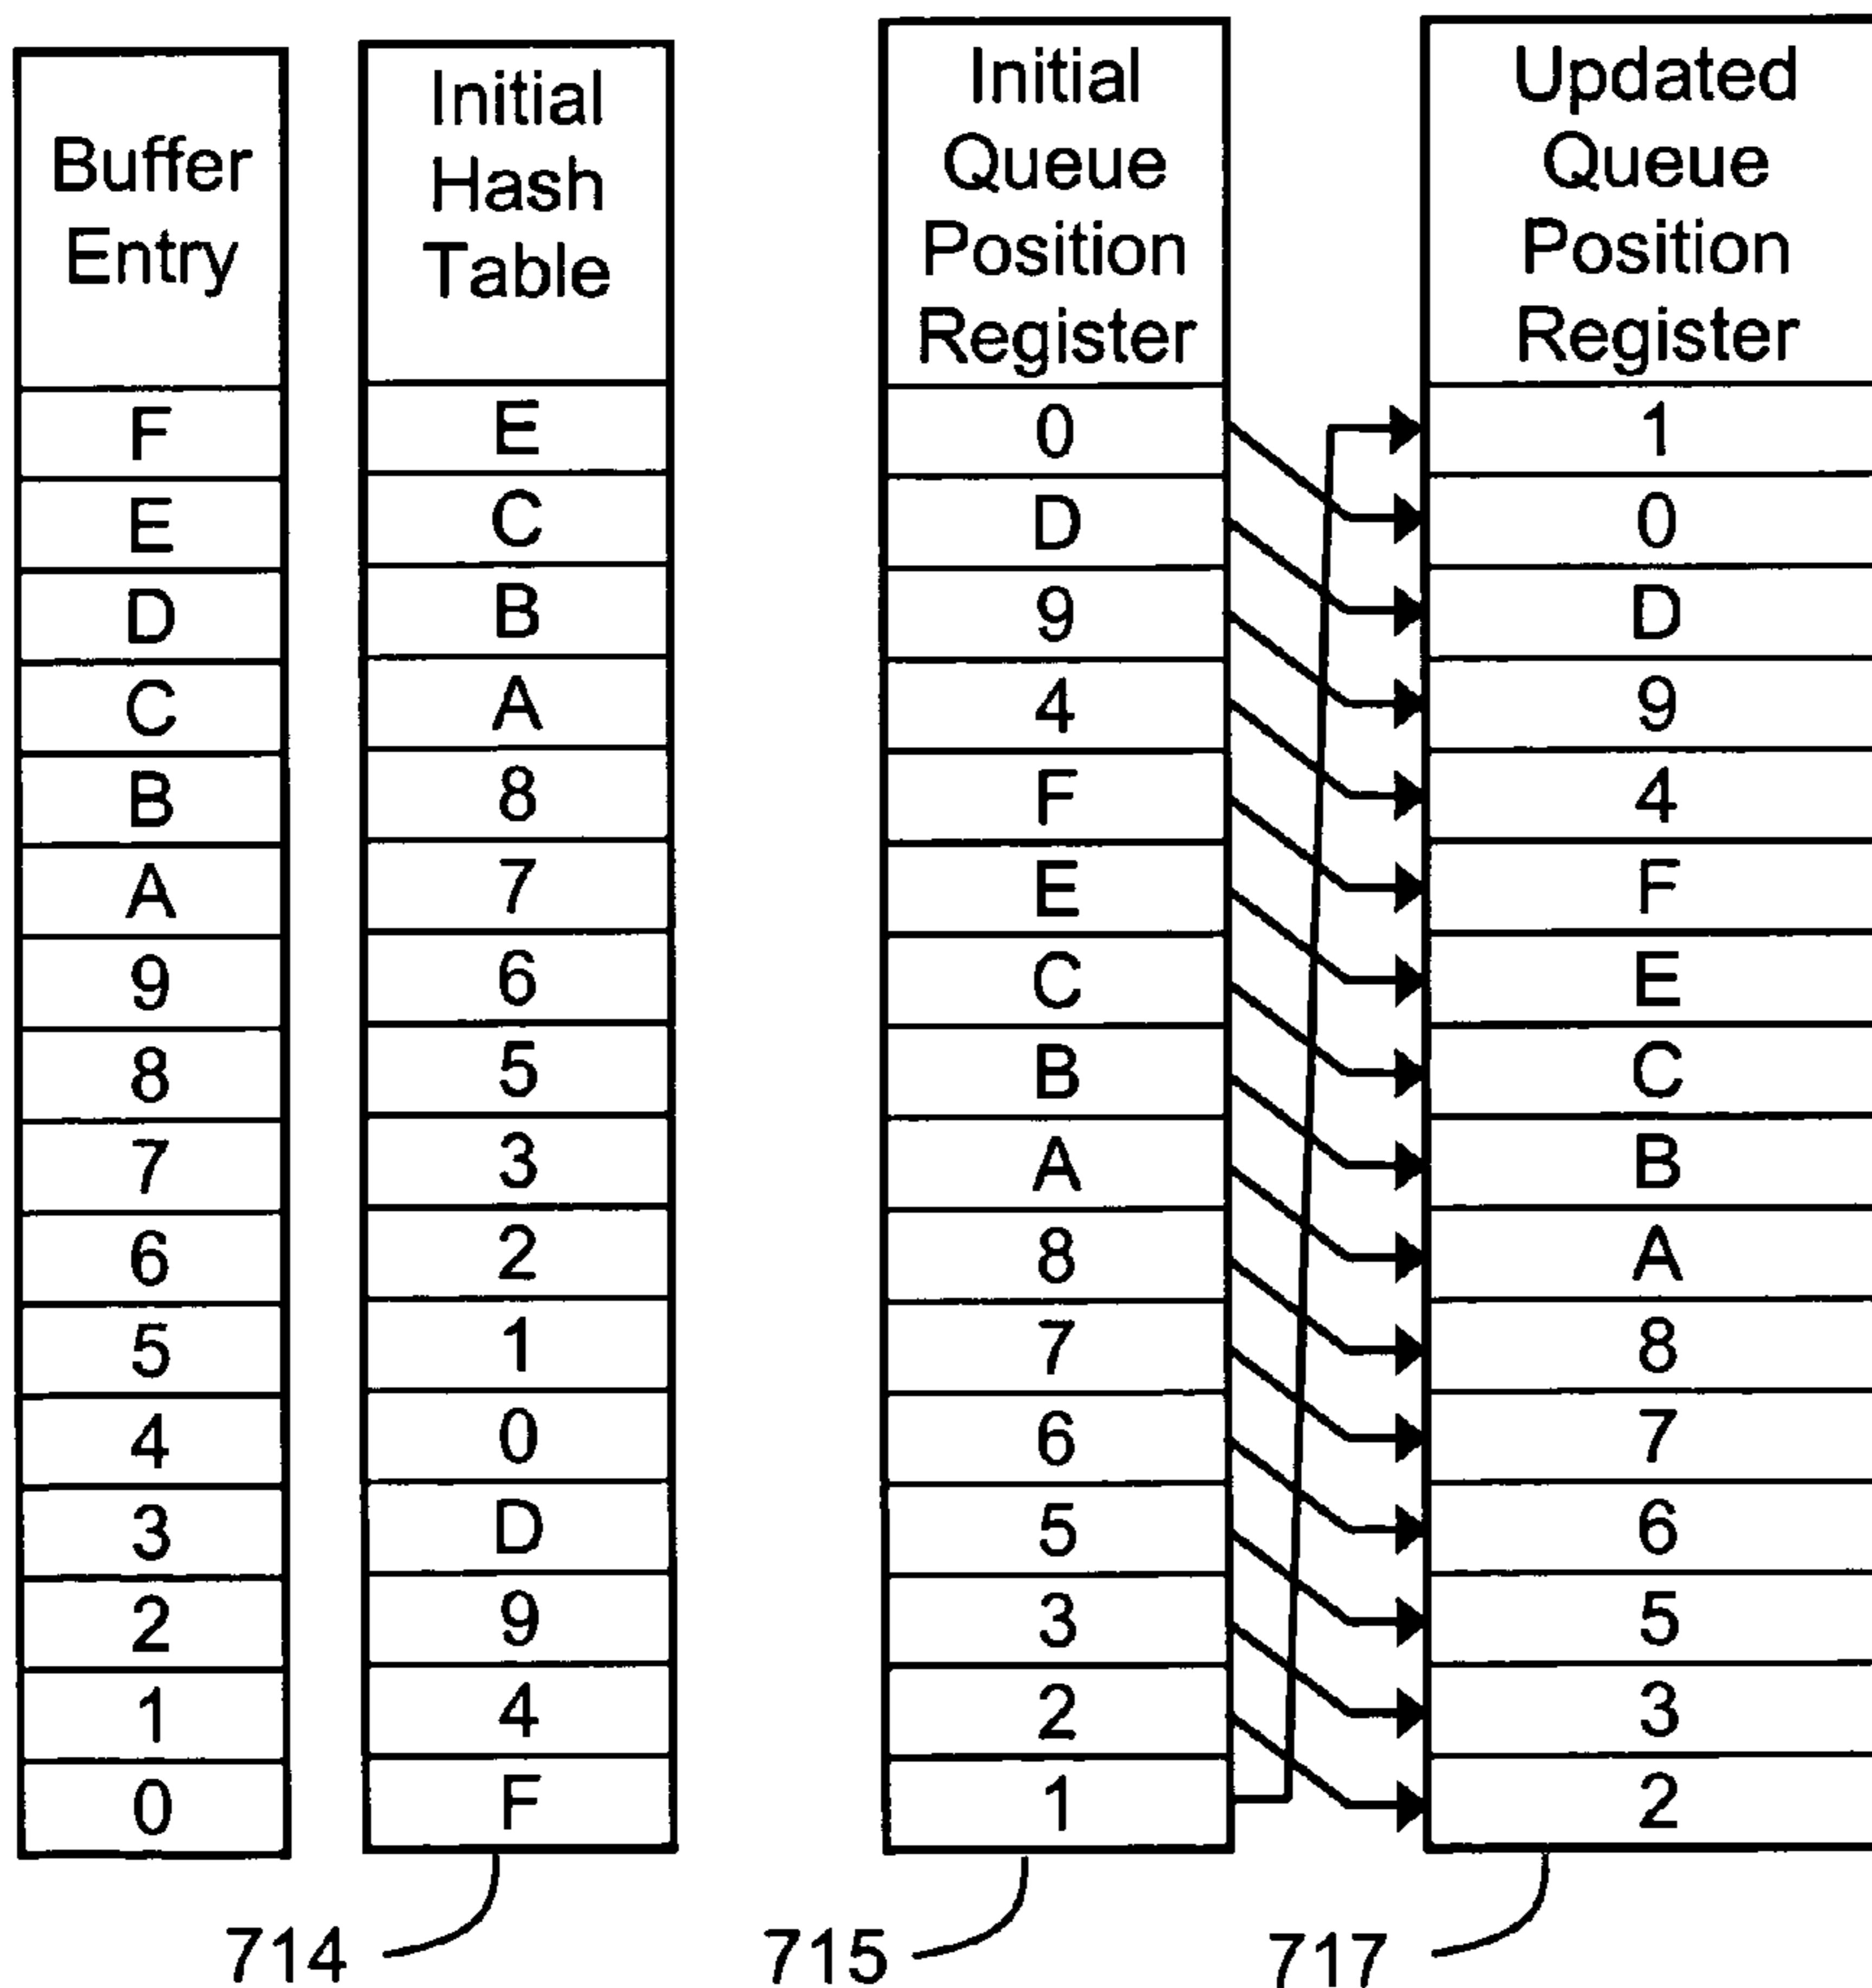 Buffer Entry | Initial Hash Table | Initial Queue Position Register | Updated Queue Position Register
F | E | 0 | 1
E | C | D | 0
D | B | 9 | D
C | A | 4 | 9
B | 8 | F | 4
A | 7 | E | F
9 | 6 | C | E
8 | 5 | B | C
7 | 3 | A | B
6 | 2 | 8 | A
5 | 1 | 7 | 8
4 | 0 | 6 | 7
3 | D | 5 | 6
2 | 9 | 3 | 5
1 | 4 | 2 | 3
0 | F | 1 | 2
714 715 717